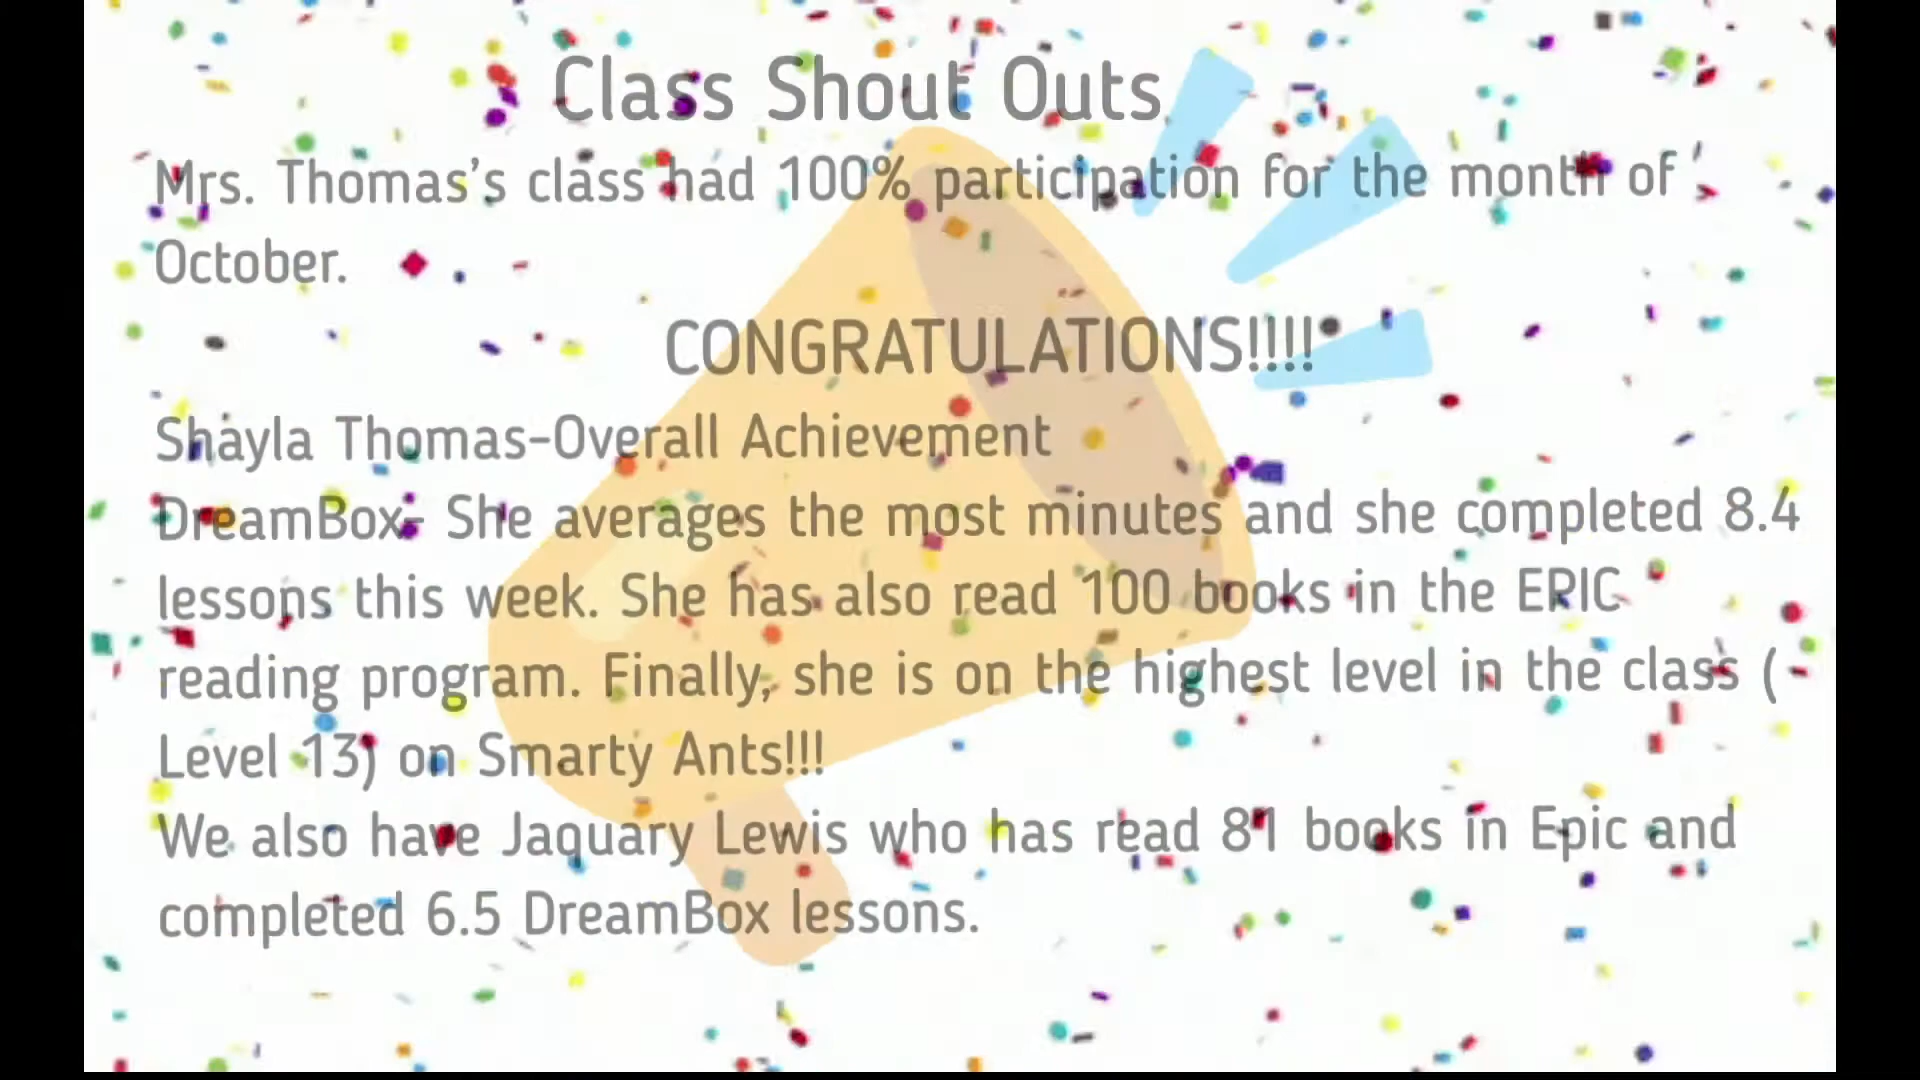 Class Shout Outs
Mrs. Thomas’s class had 100% participation for the month of
October.
CONGRATULATIONS!!!!
Shayla Thomas-Overall Achievement
DreamBox- She averages the most minutes and she completed 8.4
lessons this week. She has also read 100 books in the EPIC
reading program. Finally, she is on the highest level in the class (
Level 13) on Smarty Ants!!!
We also have Jaquary Lewis who has read 81 books in Epic and
completed 6.5 DreamBox lessons.